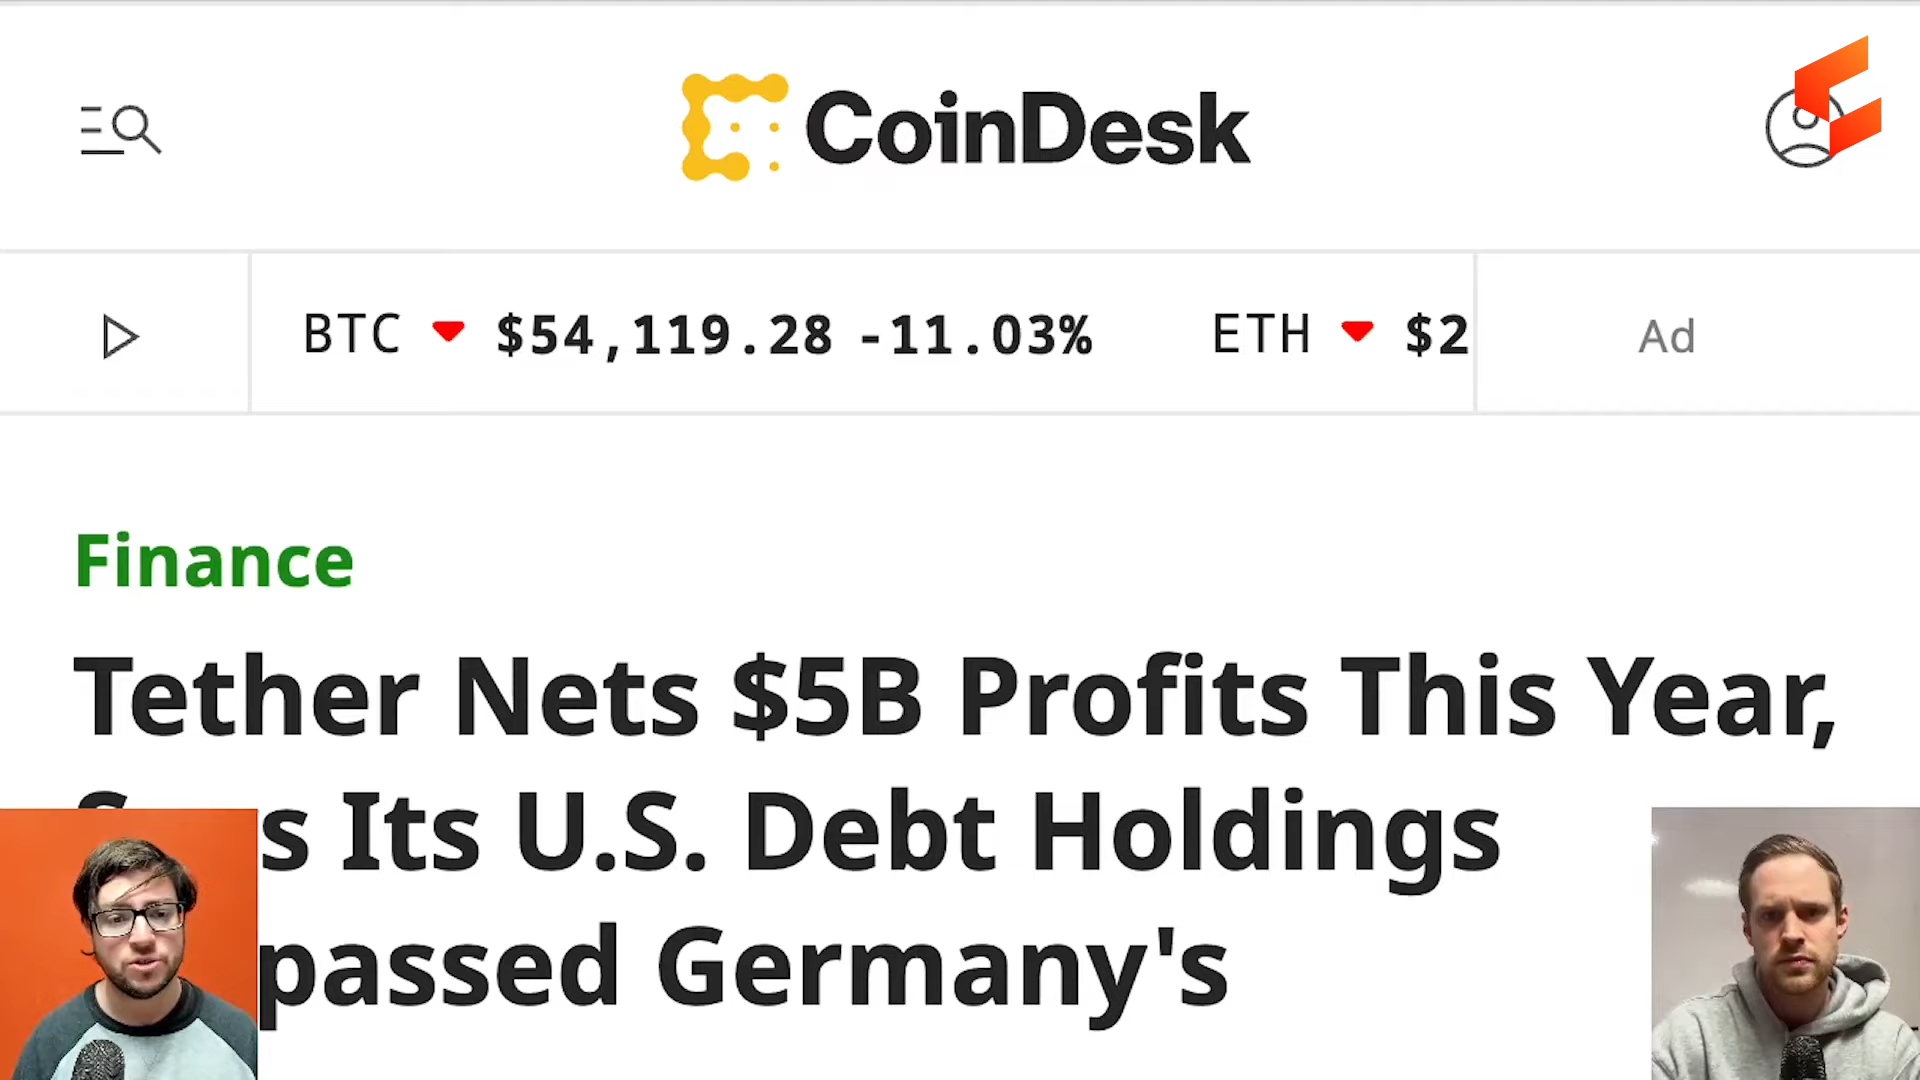 CoinDesk
BTC $54,119.28 -11.03% ETH $2
Ad
Finance
Tether Nets $5B Profits This Year,
s Its U.S. Debt Holdings
passed Germany's